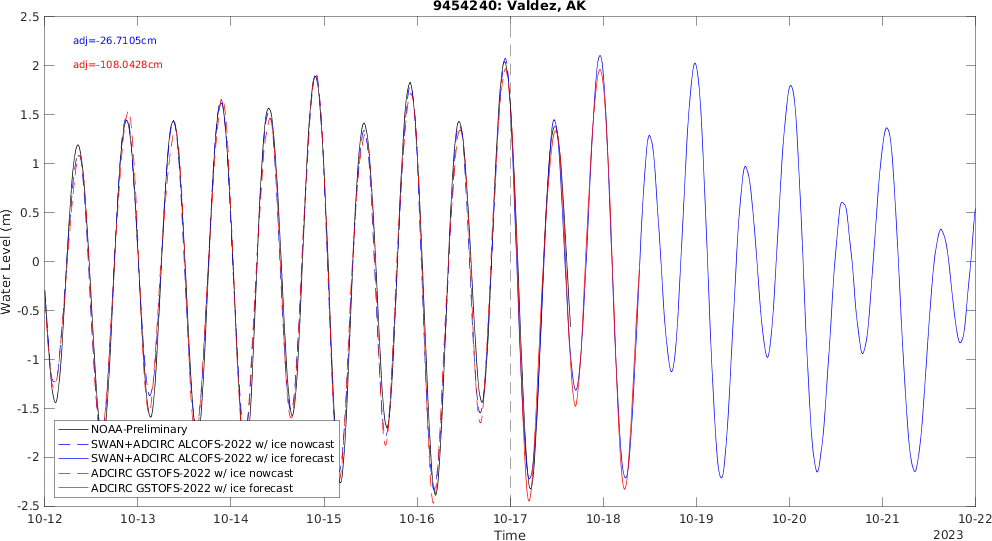 9454240: Valdez, AK
adj=-26.7105cm
adj=-108.0428cm
Water Level (m)
2.5
2
1.5
1
0.5
0
-0.5
-1
-1.5
-2
-2.5
NOAA-Preliminary
SWAN+ADCIRC ALCOFS-2022 w/ ice nowcast
SWAN+ADCIRC ALCOFS-2022 w/ ice forecast
ADCIRC GSTOFS-2022 w/ ice nowcast
ADCIRC GSTOFS-2022 w/ ice forecast
10-12 10-13 10-14 10-15 10-16 10-17 10-18 10-19 10-20 10-21 10-22
Time
2023